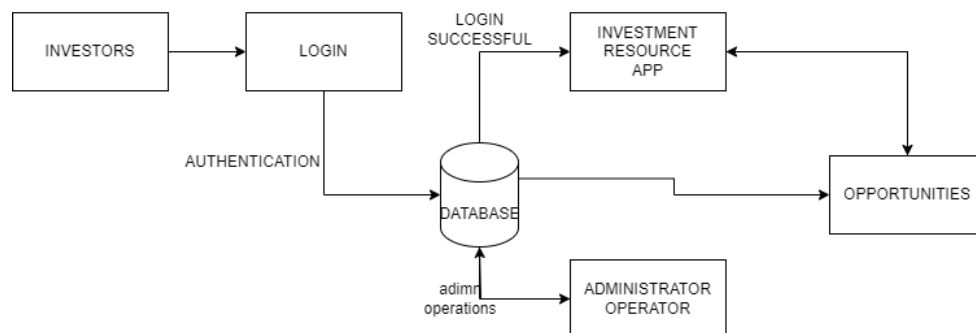 INVESTORS
LOGIN
LOGIN
SUCCESSFUL
INVESTMENT
RESOURCE
APP
AUTHENTICATION
DATABASE
OPPORTUNITIES
adimn
operations
ADMINISTRATOR
OPERATOR